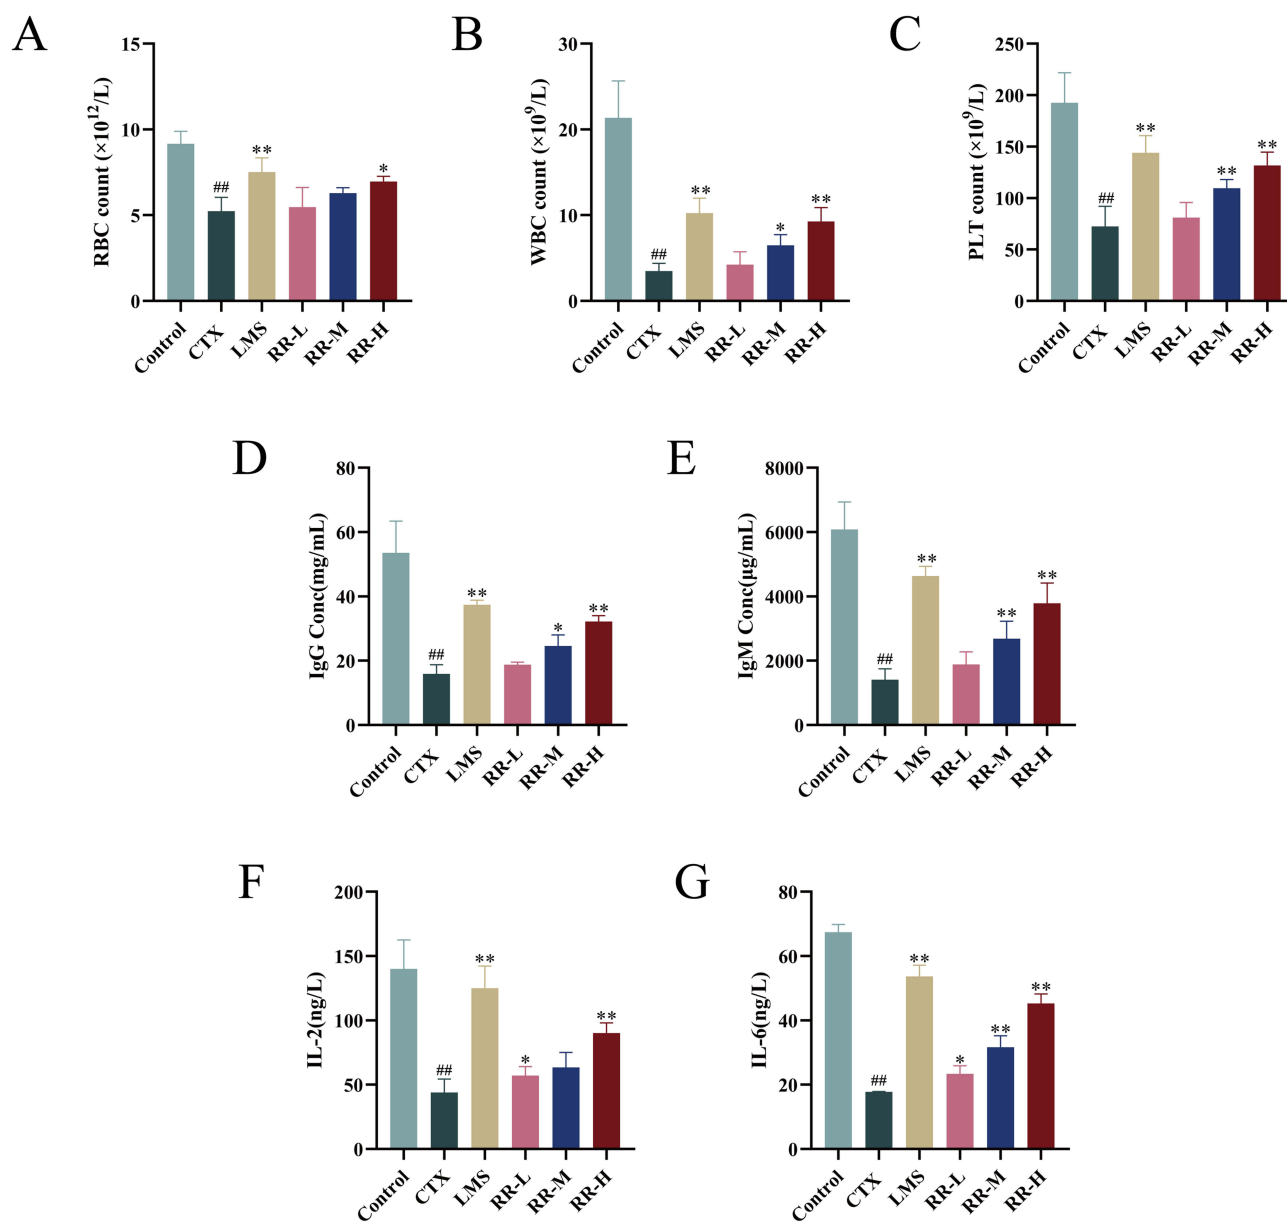 A
RBC count (×10¹²/L)
15
10
5
0
##
**
*
Control
CTX
LMS
RR-L
RR-M
RR-H
B
WBC count (×10⁹/L)
30
20
10
0
##
**
*
**
Control
CTX
LMS
RR-L
RR-M
RR-H
C
PLT count (×10⁹/L)
250
200
150
100
50
0
##
**
**
**
Control
CTX
LMS
RR-L
RR-M
RR-H
D
IgG Conc(mg/mL)
80
60
40
20
0
##
**
*
**
Control
CTX
LMS
RR-L
RR-M
RR-H
E
IgM Conc(μg/mL)
8000
6000
4000
2000
0
##
**
**
**
Control
CTX
LMS
RR-L
RR-M
RR-H
F
IL-2(ng/L)
200
150
100
50
0
##
**
*
**
Control
CTX
LMS
RR-L
RR-M
RR-H
G
IL-6(ng/L)
80
60
40
20
0
##
**
*
**
**
Control
CTX
LMS
RR-L
RR-M
RR-H